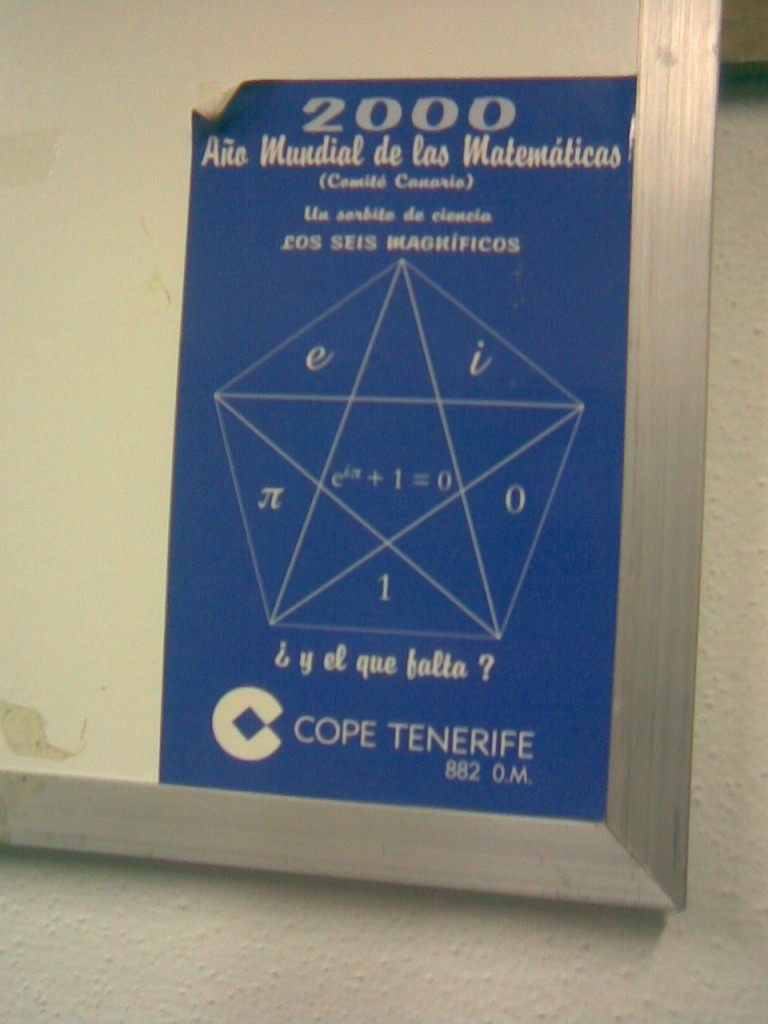 2000
Año Mundial de las Matemáticas
(Comité Canario)
Un sorbito de ciencia
LOS SEIS MAGNÍFICOS
e i
e^{iπ} + 1 = 0
π 0
1
¿ y el que falta ?
COPE TENERIFE
882 O.M.